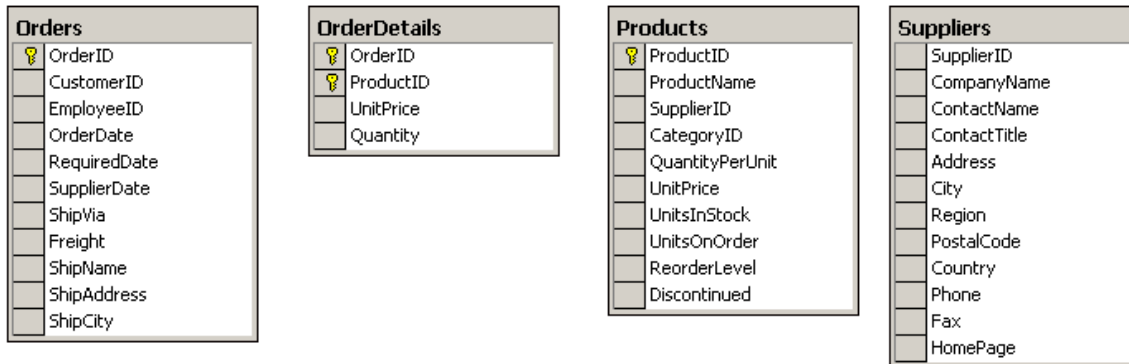 Orders
OrderID
CustomerID
EmployeeID
OrderDate
RequiredDate
SupplierDate
ShipVia
Freight
ShipName
ShipAddress
ShipCity
OrderDetails
OrderID
ProductID
UnitPrice
Quantity
Products
ProductID
ProductName
SupplierID
CategoryID
QuantityPerUnit
UnitPrice
UnitsInStock
UnitsOnOrder
ReorderLevel
Discontinued
Suppliers
SupplierID
CompanyName
ContactName
ContactTitle
Address
City
Region
PostalCode
Country
Phone
Fax
HomePage